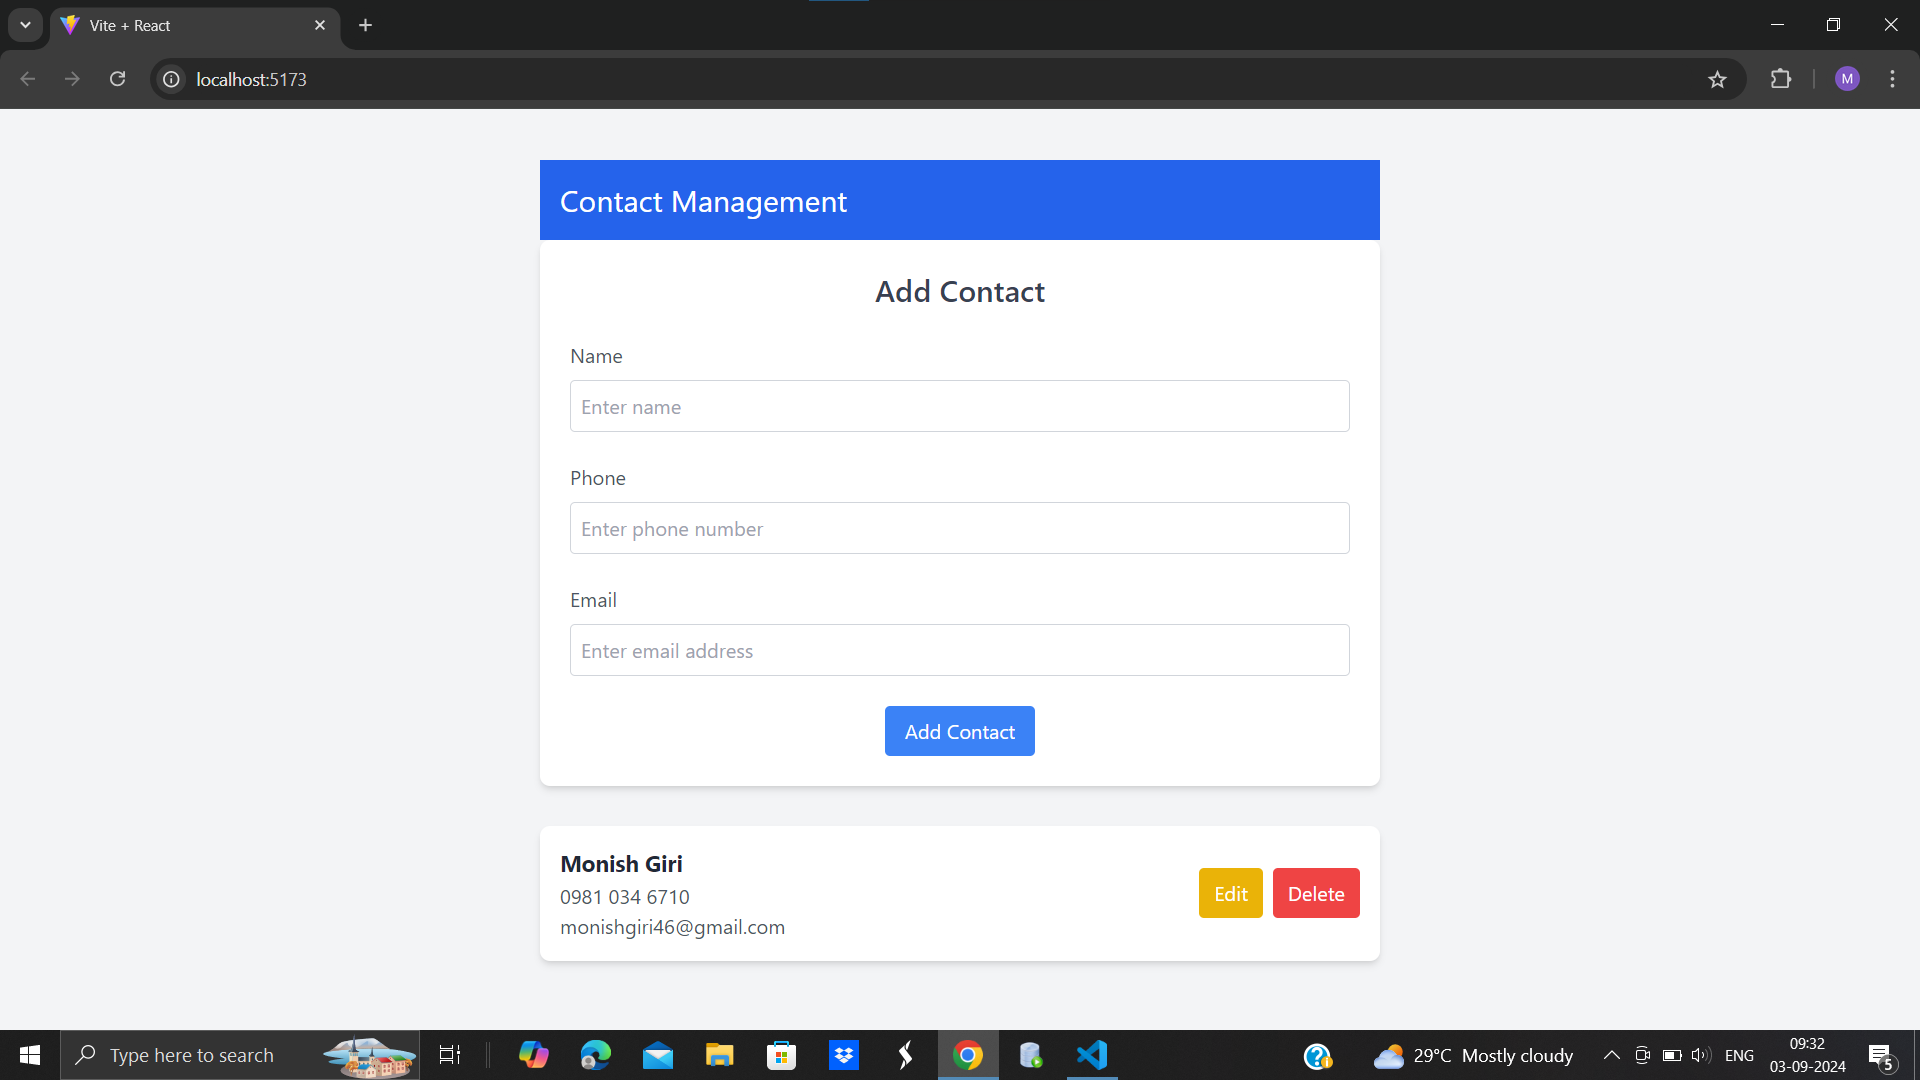 Vite + React
localhost:5173
M
Contact Management
Add Contact
Name
Enter name
Phone
Enter phone number
Email
Enter email address
Add Contact
Monish Giri
0981 034 6710
monishgiri46@gmail.com
Edit
Delete
Type here to search
29°C Mostly cloudy
ENG
09:32
03-09-2024
5